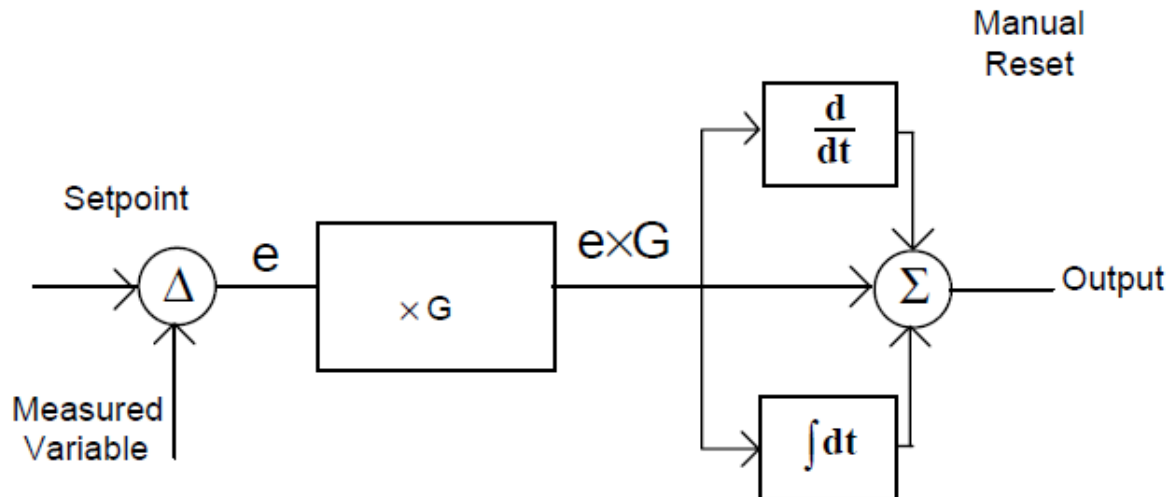 Manual
Reset
d
dt
Setpoint
e
e×G
Δ
× G
Σ
Output
Measured
Variable
∫dt